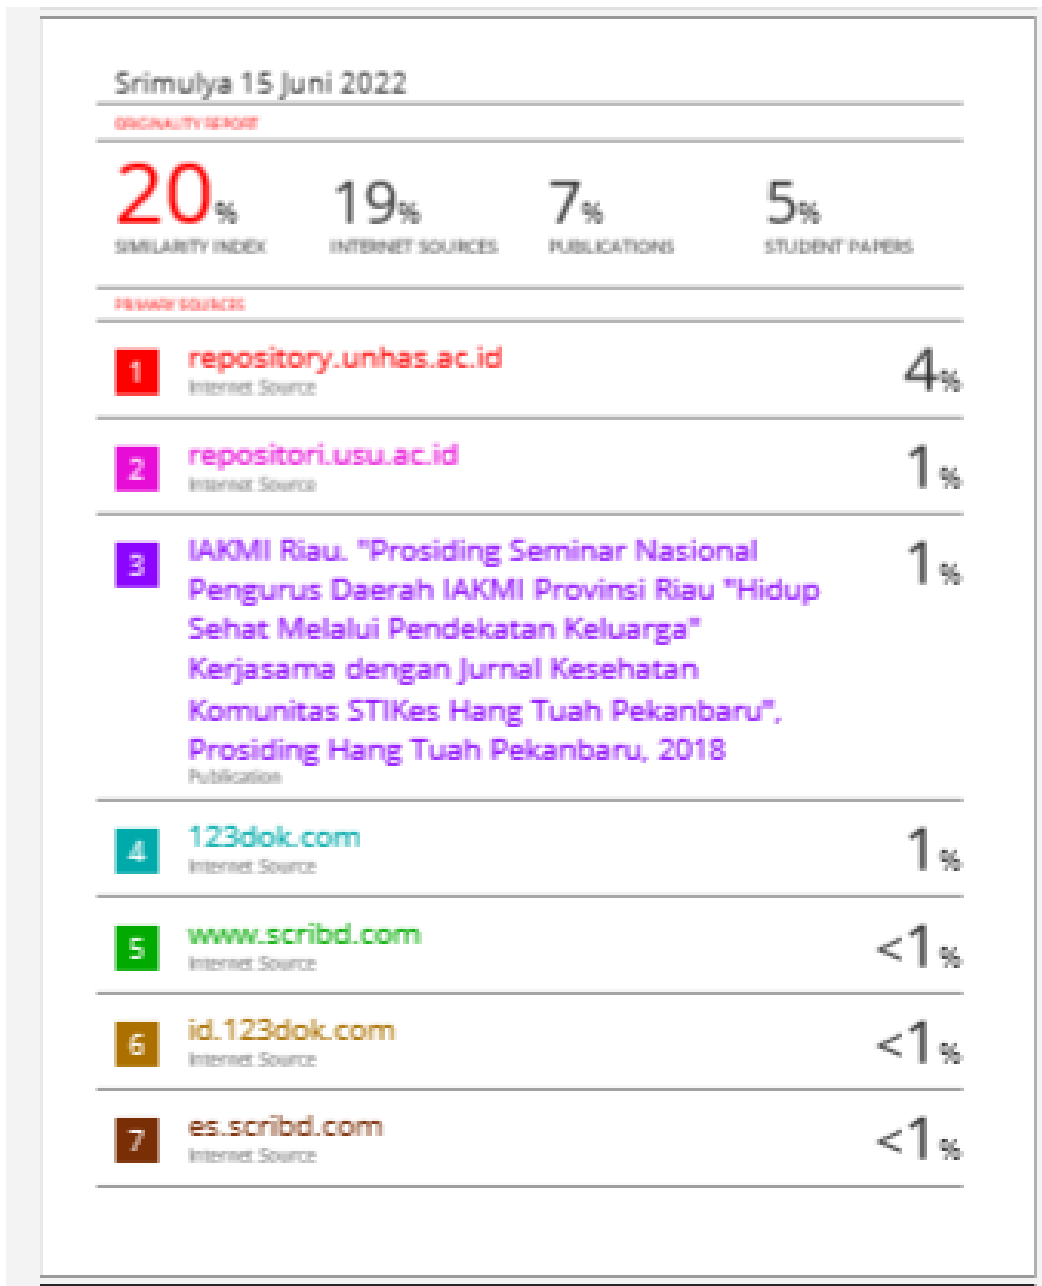 Srimulya 15 Juni 2022
ORIGINALITY REPORT
20% 19% 7% 5%
SIMILARITY INDEX INTERNET SOURCES PUBLICATIONS STUDENT PAPERS
PRIMARY SOURCES
1 repository.unhas.ac.id 4%
Internet Source
2 repositori.usu.ac.id 1%
Internet Source
3 IAKMI Riau. "Prosiding Seminar Nasional 1%
Pengurus Daerah IAKMI Provinsi Riau "Hidup
Sehat Melalui Pendekatan Keluarga"
Kerjasama dengan Jurnal Kesehatan
Komunitas STIKes Hang Tuah Pekanbaru",
Prosiding Hang Tuah Pekanbaru, 2018
Publication
4 123dok.com 1%
Internet Source
5 www.scribd.com <1%
Internet Source
6 id.123dok.com <1%
Internet Source
7 es.scribd.com <1%
Internet Source